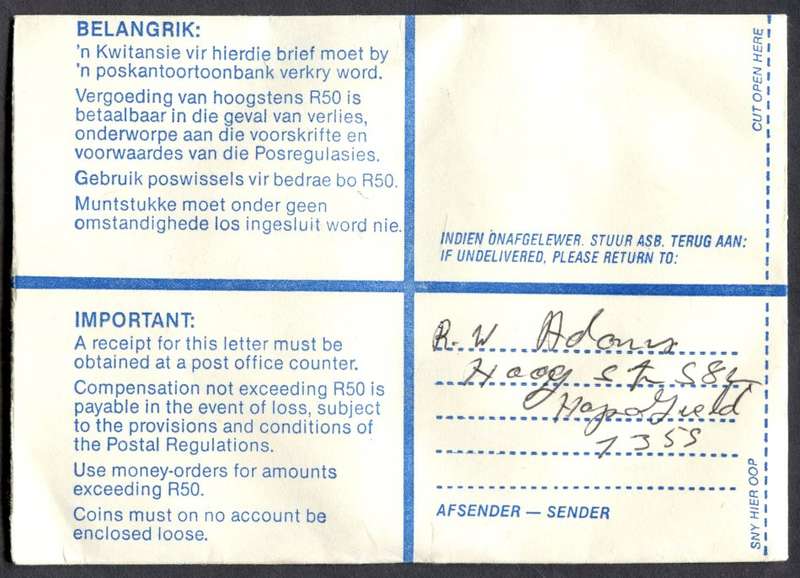 BELANGRIK:
'n Kwitansie vir hierdie brief moet by
'n poskantoortoonbank verkry word.
Vergoeding van hoogstens R50 is
betaalbaar in die geval van verlies,
onderworpe aan die voorskrifte en
voorwaardes van die Posregulasies.
Gebruik poswissels vir bedrae bo R50.
Muntstukke moet onder geen
omstandighede los ingesluit word nie.
CUT OPEN HERE
INDIEN ONAFGELEWER. STUUR ASB. TERUG AAN:
IF UNDELIVERED, PLEASE RETURN TO:
IMPORTANT:
A receipt for this letter must be
obtained at a post office counter.
Compensation not exceeding R50 is
payable in the event of loss, subject
to the provisions and conditions of
the Postal Regulations.
Use money-orders for amounts
exceeding R50.
Coins must on no account be
enclosed loose.
R. W Adams
Hoog
7355
AFSENDER — SENDER
SNY HIER OOP